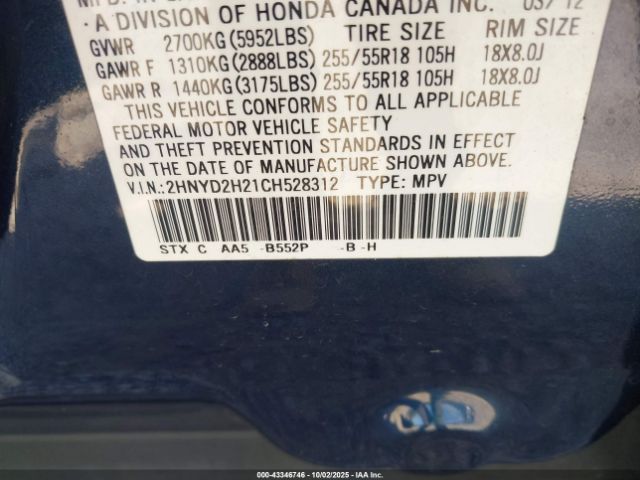 · A DIVISION OF HONDA CANADA INC. 03/12
GVWR 2700KG(5952LBS) TIRE SIZE RIM SIZE
GAWR F 1310KG(2888LBS) 255/55R18 105H 18X8.0J
GAWR R 1440KG(3175LBS) 255/55R18 105H 18X8.0J
THIS VEHICLE CONFORMS TO ALL APPLICABLE
FEDERAL MOTOR VEHICLE SAFETY
AND THEFT PREVENTION STANDARDS IN EFFECT
ON THE DATE OF MANUFACTURE SHOWN ABOVE.
V.I.N.:2HNYD2H21CH528312 TYPE: MPV
STX C AA5 -B552P -B -H
000-43346746 - 10/02/2025 - IAA Inc.